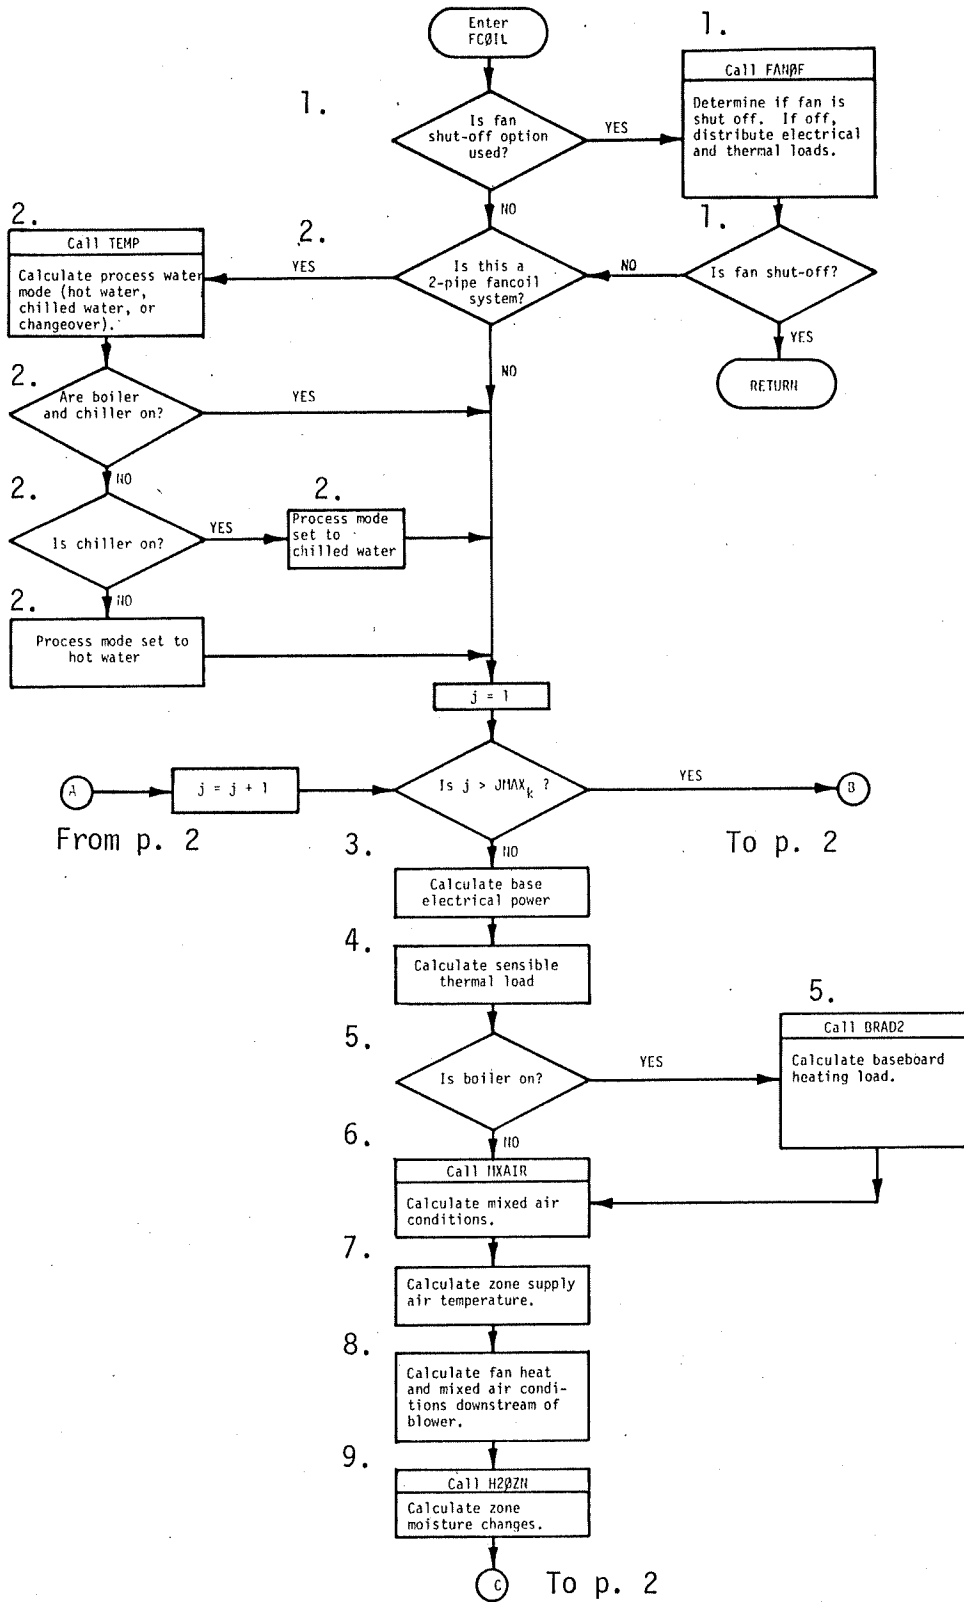 Enter
FCØIL
1.
Call FANØF
Determine if fan is
shut off. If off,
distribute electrical
and thermal loads.
1.
Is fan
shut-off option
used?
YES
NO
1.
Is fan shut-off?
NO
YES
RETURN
2.
Is this a
2-pipe fancoil
system?
YES
NO
2.
Call TEMP
Calculate process water
mode (hot water,
chilled water, or
changeover).
2.
Are boiler
and chiller on?
YES
NO
2.
Is chiller on?
YES
NO
2.
Process mode
set to
chilled water
2.
Process mode set to
hot water
j = 1
A
j = j + 1
Is j > JMAXk ?
YES
B
From p. 2
To p. 2
NO
3.
Calculate base
electrical power
4.
Calculate sensible
thermal load
5.
Is boiler on?
YES
NO
5.
Call BRAD2
Calculate baseboard
heating load.
6.
Call MXAIR
Calculate mixed air
conditions.
7.
Calculate zone supply
air temperature.
8.
Calculate fan heat
and mixed air condi-
tions downstream of
blower.
9.
Call H2ØZN
Calculate zone
moisture changes.
C
To p. 2